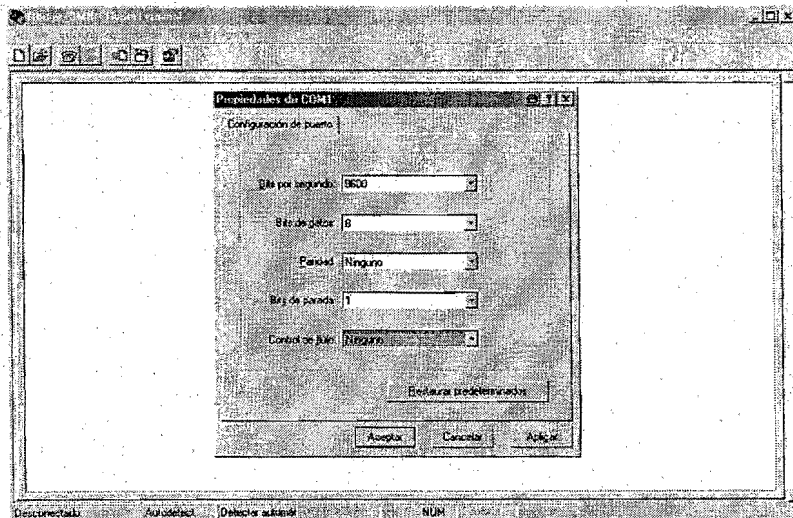 Propiedades de COM1
Configuración de puerto
Bits por segundo: 9600
Bits de datos: 8
Paridad: Ninguno
Bits de parada: 1
Control de flujo: Ninguno
Restaurar predeterminados
Aceptar Cancelar Aplicar
Desconectado Autodetect. Detectar automát. NUM